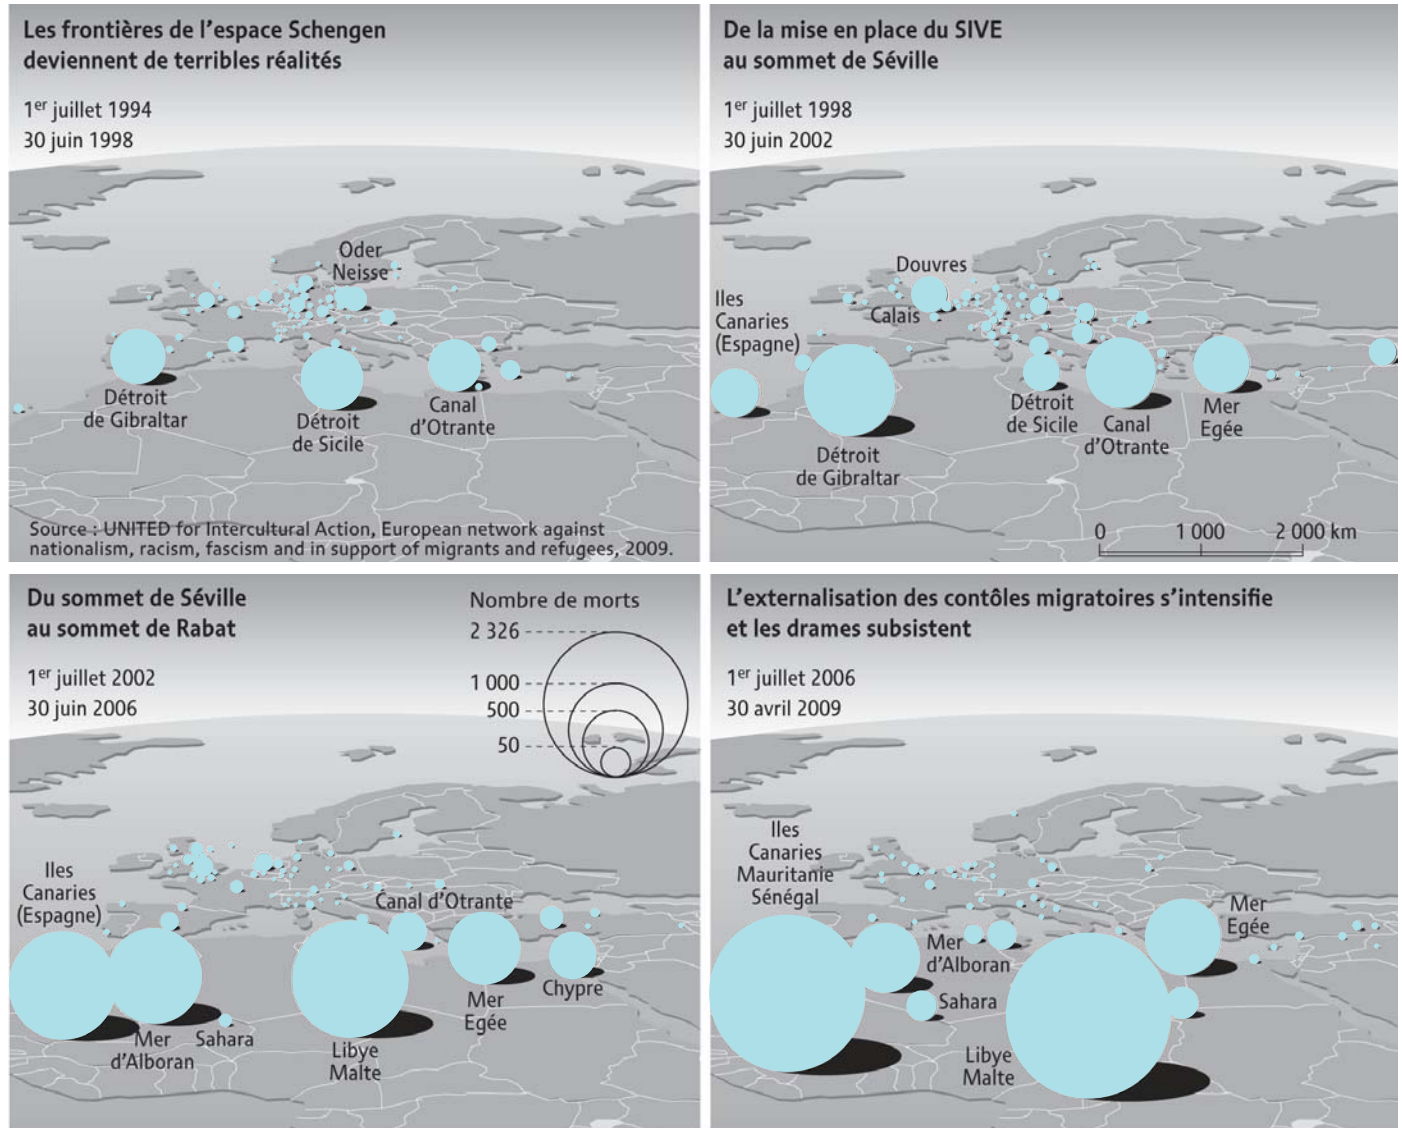 Les frontières de l'espace Schengen
deviennent de terribles réalités
1er juillet 1994
30 juin 1998
Oder
Neisse
Détroit
de Gibraltar
Détroit
de Sicile
Canal
d'Otrante
Source : UNITED for Intercultural Action, European network against
nationalism, racism, fascism and in support of migrants and refugees, 2009.
De la mise en place du SIVE
au sommet de Séville
1er juillet 1998
30 juin 2002
Douvres
Calais
Iles
Canaries
(Espagne)
Détroit
de Gibraltar
Détroit
de Sicile
Canal
d'Otrante
Mer
Egée
0 1 000 2 000 km
Du sommet de Séville
au sommet de Rabat
1er juillet 2002
30 juin 2006
Nombre de morts
2 326
1 000
500
50
Iles
Canaries
(Espagne)
Mer
d'Alboran
Sahara
Libye
Malte
Canal d'Otrante
Mer
Egée
Chypre
L'externalisation des contôles migratoires s'intensifie
et les drames subsistent
1er juillet 2006
30 avril 2009
Iles
Canaries
Mauritanie
Sénégal
Mer
d'Alboran
Sahara
Libye
Malte
Mer
Egée